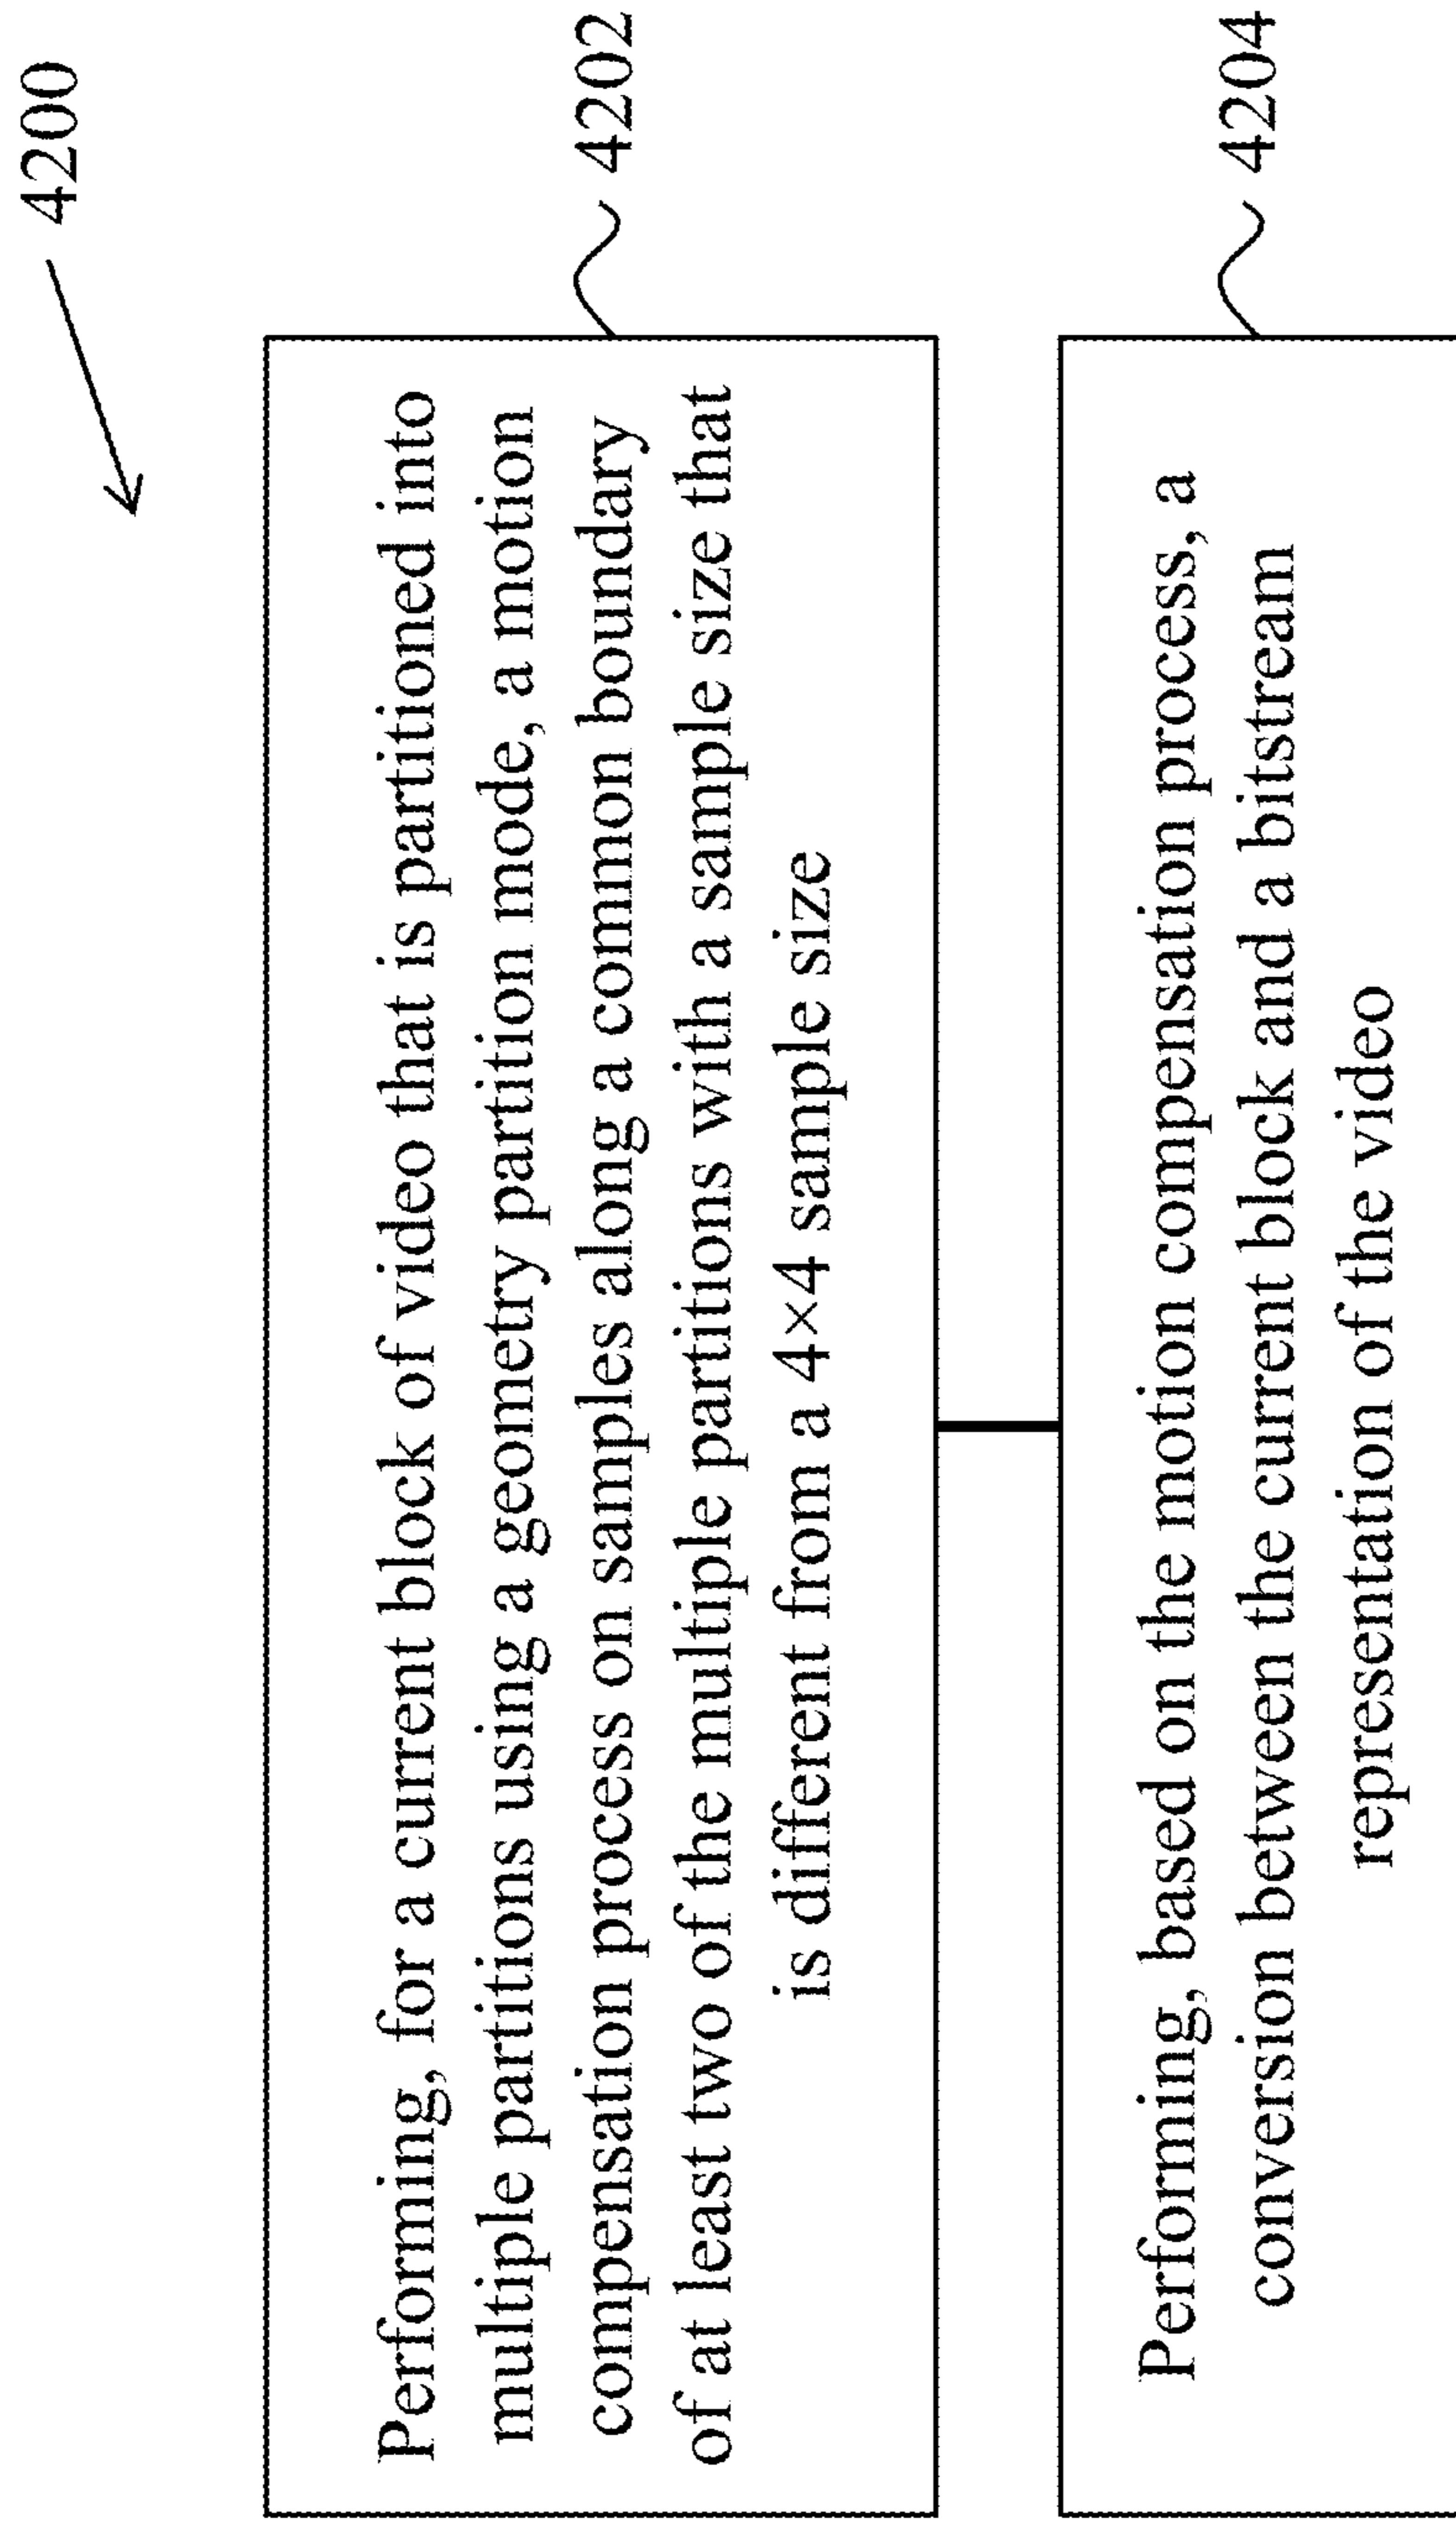 4200
Performing, for a current block of video that is partitioned into
multiple partitions using a geometry partition mode, a motion
compensation process on samples along a common boundary
of at least two of the multiple partitions with a sample size that
is different from a 4×4 sample size
4202
Performing, based on the motion compensation process, a
conversion between the current block and a bitstream
representation of the video
4204